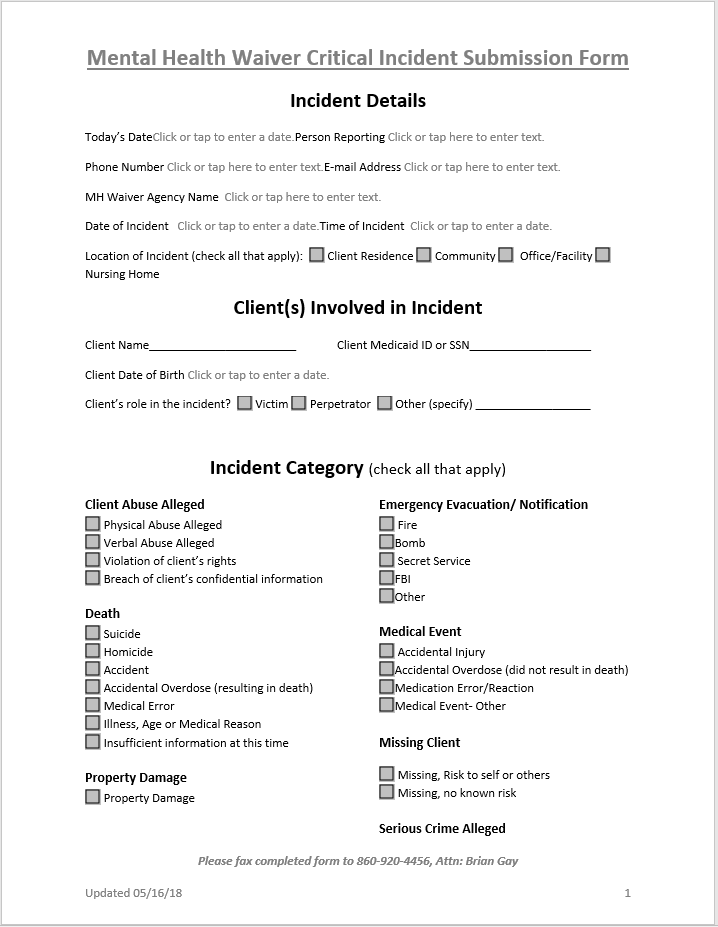 Mental Health Waiver Critical Incident Submission Form
Incident Details
Today's DateClick or tap to enter a date.Person Reporting Click or tap here to enter text.
Phone Number Click or tap here to enter text.E-mail Address Click or tap here to enter text.
MH Waiver Agency Name Click or tap here to enter text.
Date of Incident Click or tap to enter a date.Time of Incident Click or tap to enter a date.
Location of Incident (check all that apply): Client Residence Community Office/Facility
Nursing Home
Client(s) Involved in Incident
Client Name______________________ Client Medicaid ID or SSN__________________
Client Date of Birth Click or tap to enter a date.
Client's role in the incident? Victim Perpetrator Other (specify) _________________
Incident Category (check all that apply)
Client Abuse Alleged
Physical Abuse Alleged
Verbal Abuse Alleged
Violation of client's rights
Breach of client's confidential information
Death
Suicide
Homicide
Accident
Accidental Overdose (resulting in death)
Medical Error
Illness, Age or Medical Reason
Insufficient information at this time
Property Damage
Property Damage
Emergency Evacuation/ Notification
Fire
Bomb
Secret Service
FBI
Other
Medical Event
Accidental Injury
Accidental Overdose (did not result in death)
Medication Error/Reaction
Medical Event- Other
Missing Client
Missing, Risk to self or others
Missing, no known risk
Serious Crime Alleged
Please fax completed form to 860-920-4456, Attn: Brian Gay
Updated 05/16/18 1